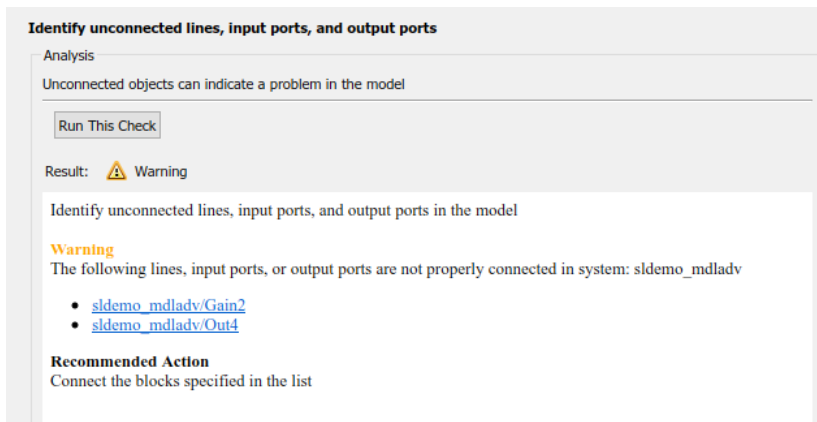 Identify unconnected lines, input ports, and output ports
Analysis
Unconnected objects can indicate a problem in the model
Run This Check
Result: Warning
Identify unconnected lines, input ports, and output ports in the model
Warning
The following lines, input ports, or output ports are not properly connected in system: sldemo_mdladv
• sldemo_mdladv/Gain2
• sldemo_mdladv/Out4
Recommended Action
Connect the blocks specified in the list